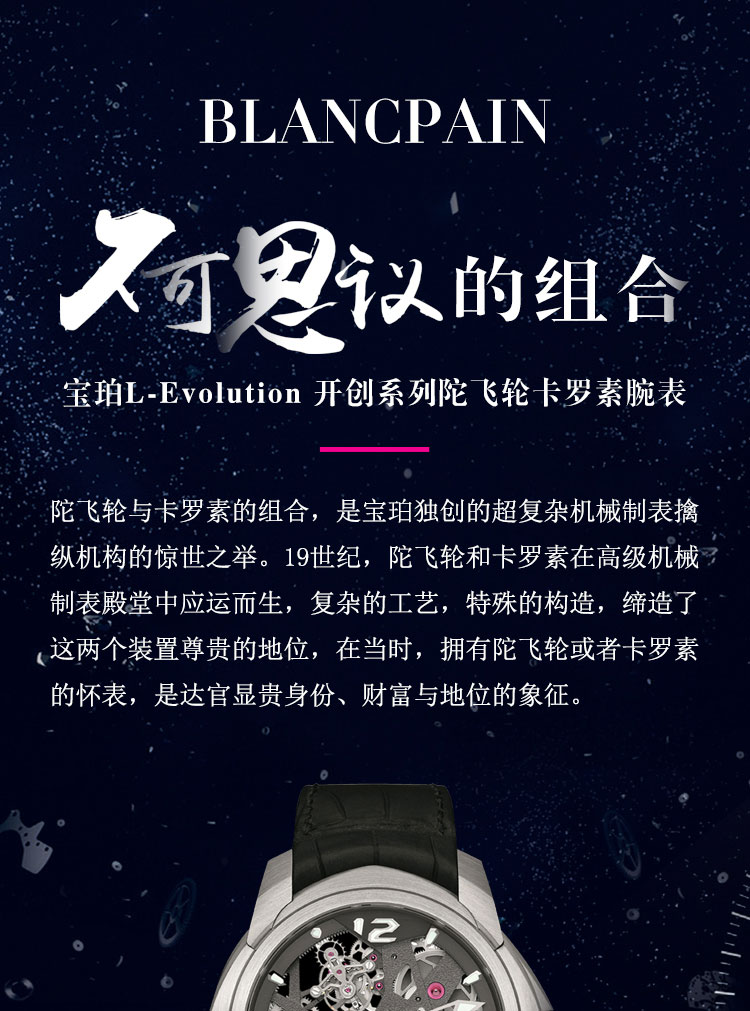 BLANCPAIN
不可思议的组合
宝珀L-Evolution 开创系列陀飞轮卡罗素腕表
陀飞轮与卡罗素的组合，是宝珀独创的超复杂机械制表擒
纵机构的惊世之举。19世纪，陀飞轮和卡罗素在高级机械
制表殿堂中应运而生，复杂的工艺，特殊的构造，缔造了
这两个装置尊贵的地位，在当时，拥有陀飞轮或者卡罗素
的怀表，是达官显贵身份、财富与地位的象征。
12